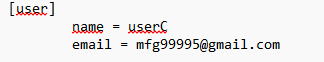 [user]
name = userC
email = mfg99995@gmail.com